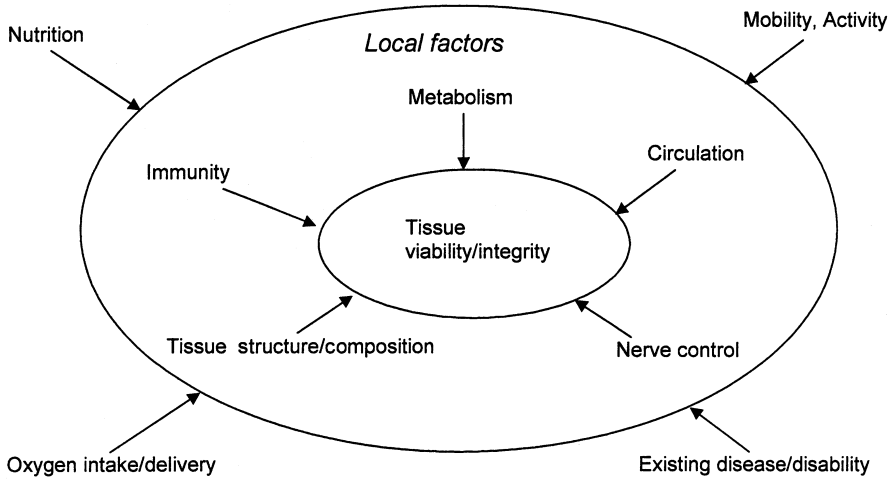 Mobility, Activity
Nutrition
Local factors
Metabolism
Circulation
Immunity
Tissue
viability/integrity
Tissue structure/composition
Nerve control
Oxygen intake/delivery
Existing disease/disability